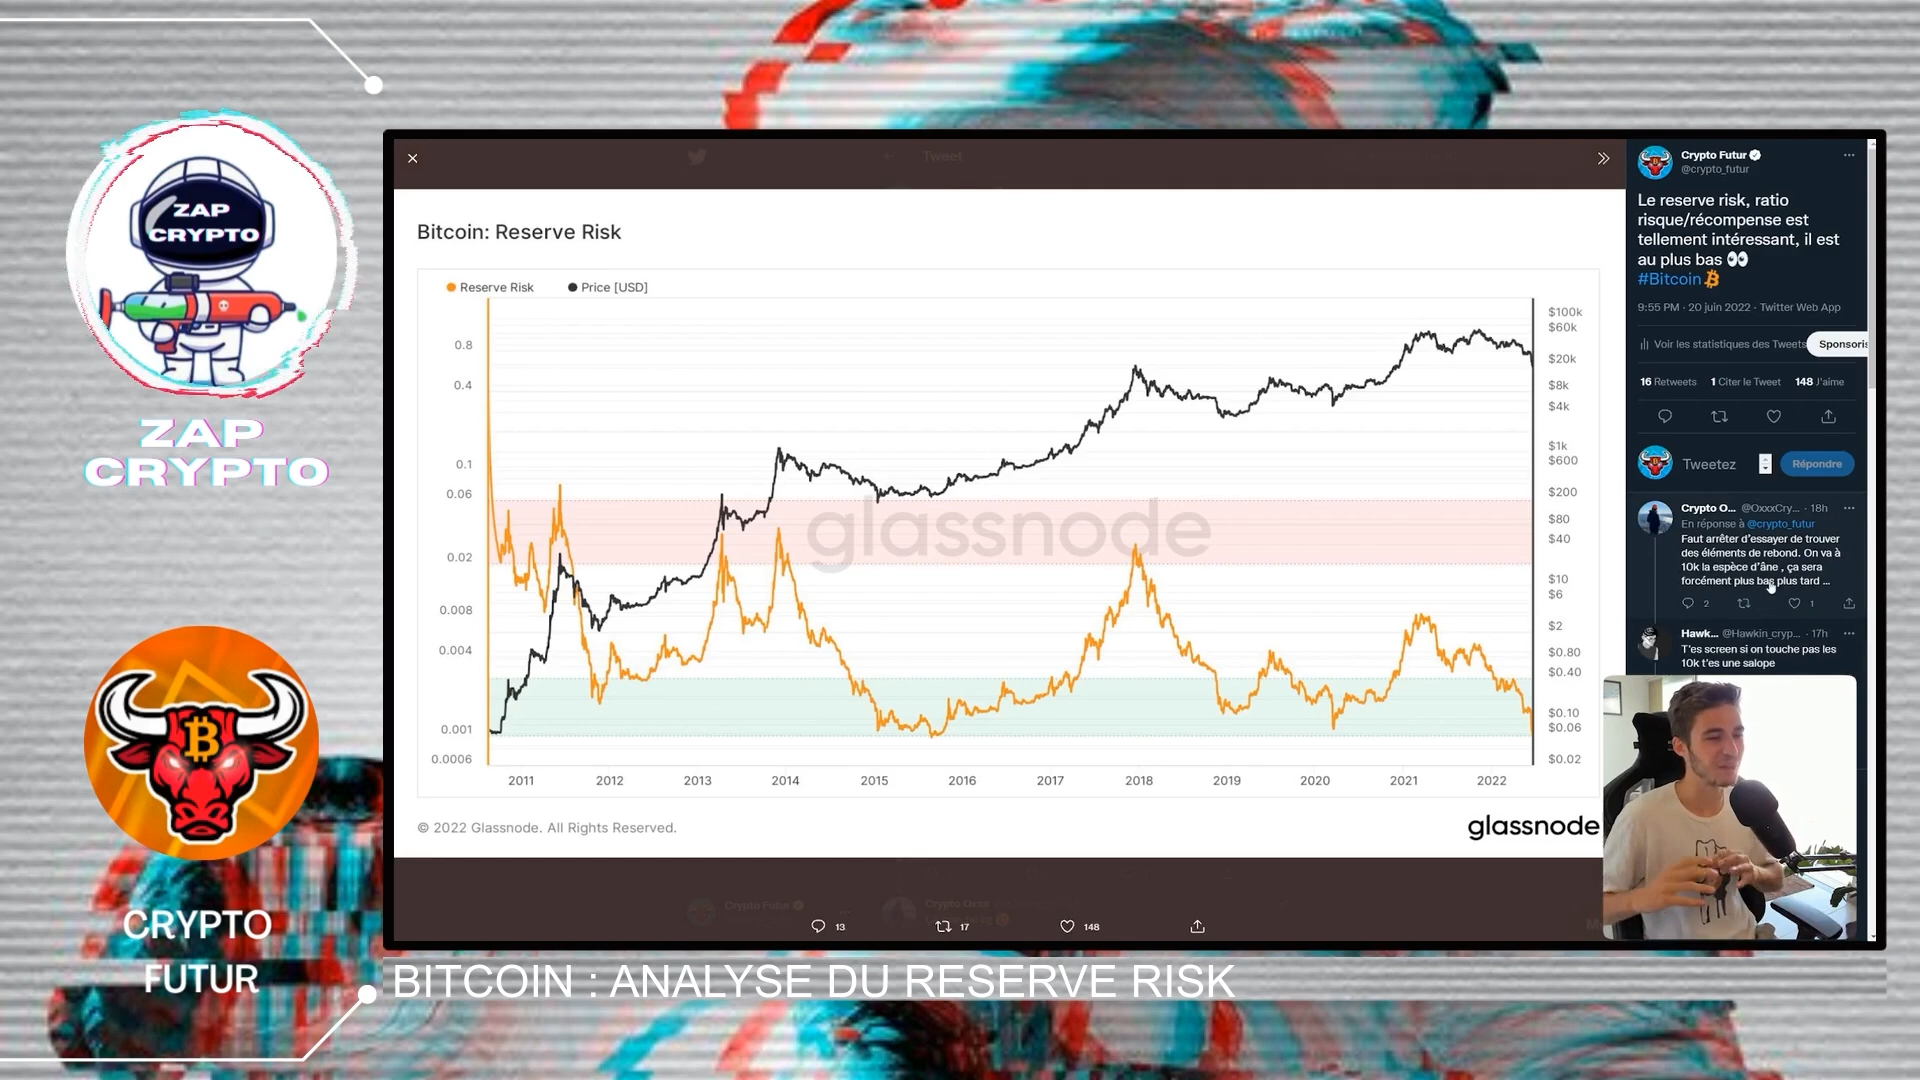 ZAP
CRYPTO
ZAP
CRYPTO
CRYPTO
FUTUR
Tweet
Bitcoin: Reserve Risk
Reserve Risk
Price [USD]
0.8
0.4
0.1
0.06
0.02
0.008
0.004
0.001
0.0006
$100k
$60k
$20k
$8k
$4k
$1k
$600
$200
$80
$40
$10
$6
$2
$0.80
$0.40
$0.10
$0.06
$0.02
glassnode
2011 2012 2013 2014 2015 2016 2017 2018 2019 2020 2021 2022
© 2022 Glassnode. All Rights Reserved.
glassnode
Crypto Futur
13 17 148
Crypto Futur
@crypto_futur
Le reserve risk, ratio
risque/récompense est
tellement intéressant, il est
au plus bas 👀
#Bitcoin
9:55 PM · 20 juin 2022 · Twitter Web App
Voir les statistiques des Tweets
Sponsoris
16 Retweets 1 Citer le Tweet 148 J'aime
Tweetez
Répondre
Crypto O... @OxxxCry... · 18h
En réponse à @crypto_futur
Faut arrêter d'essayer de trouver
des éléments de rebond. On va à
10k la espèce d'âne , ça sera
forcément plus bas plus tard ...
2 1
Hawk... @Hawkin_cryp... · 17h
T'es screen si on touche pas les
10k t'es une salope
BITCOIN : ANALYSE DU RESERVE RISK